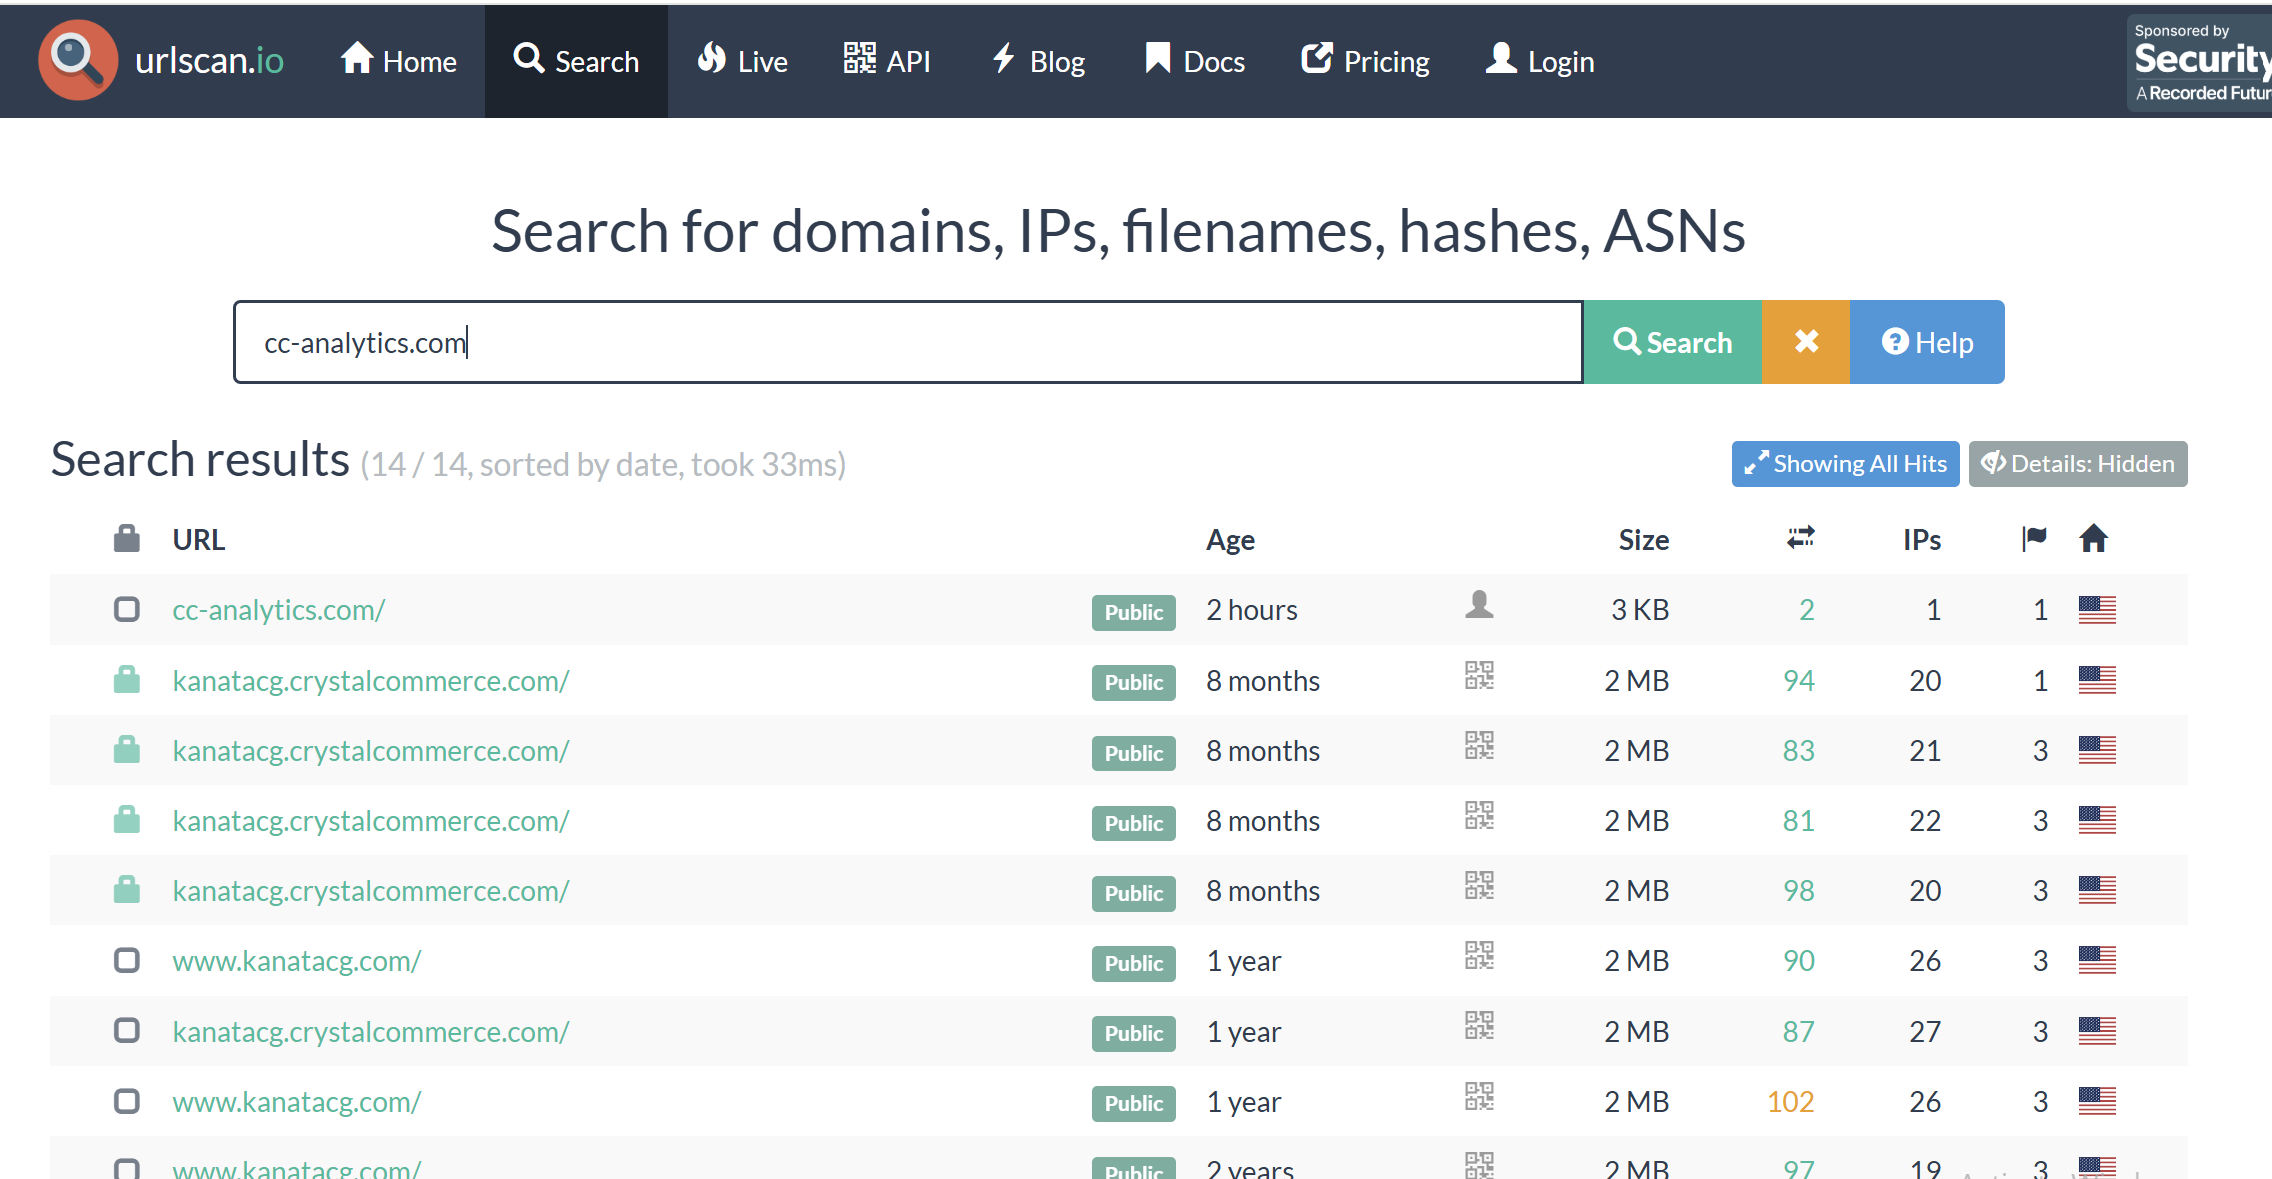 urlscan.io Home Search Live API Blog Docs Pricing Login
Sponsored by
Security
A Recorded Futur
Search for domains, IPs, filenames, hashes, ASNs
cc-analytics.com Search Help
Search results (14 / 14, sorted by date, took 33ms) Showing All Hits Details: Hidden
URL Age Size IPs
cc-analytics.com/ Public 2 hours 3 KB 2 1 1
kanatacg.crystalcommerce.com/ Public 8 months 2 MB 94 20 1
kanatacg.crystalcommerce.com/ Public 8 months 2 MB 83 21 3
kanatacg.crystalcommerce.com/ Public 8 months 2 MB 81 22 3
kanatacg.crystalcommerce.com/ Public 8 months 2 MB 98 20 3
www.kanatacg.com/ Public 1 year 2 MB 90 26 3
kanatacg.crystalcommerce.com/ Public 1 year 2 MB 87 27 3
www.kanatacg.com/ Public 1 year 2 MB 102 26 3
www.kanatacg.com/ Public 2 years 2 MB 97 19 3